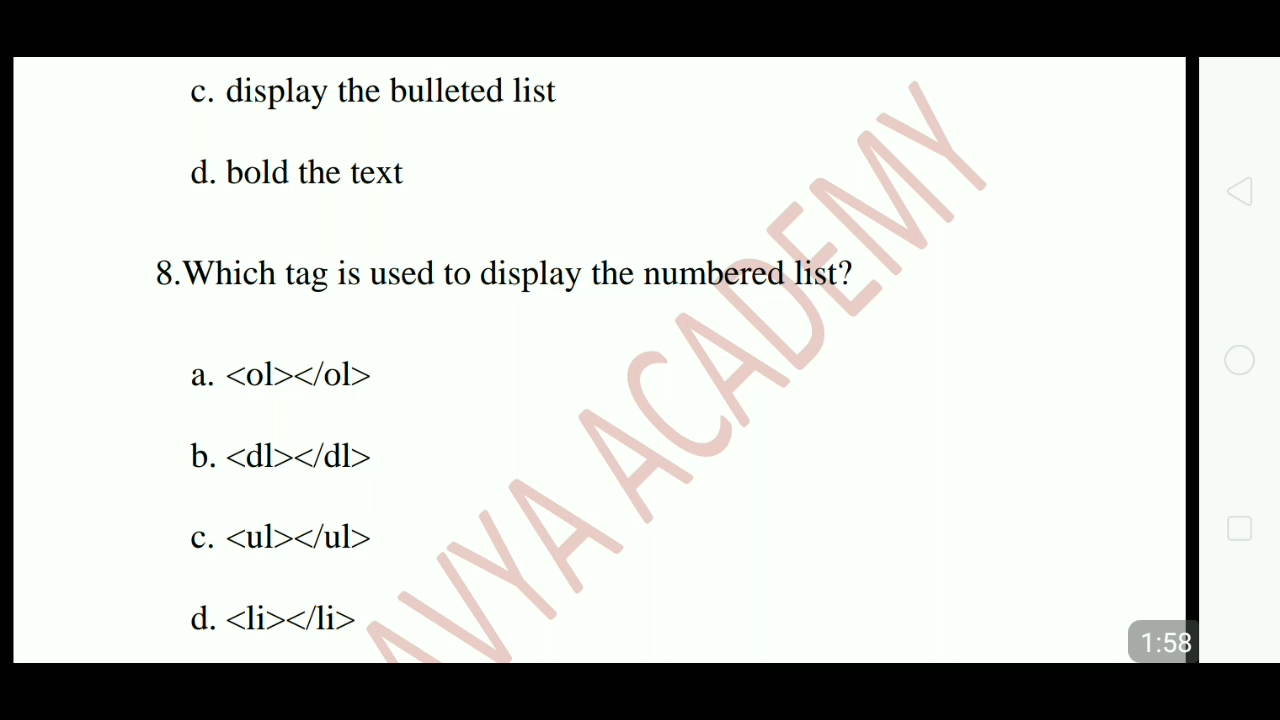 c. display the bulleted list
d. bold the text
8.Which tag is used to display the numbered list?
a. <ol></ol>
b. <dl></dl>
c. <ul></ul>
d. <li></li>
AVYA ACADEMY
1:58